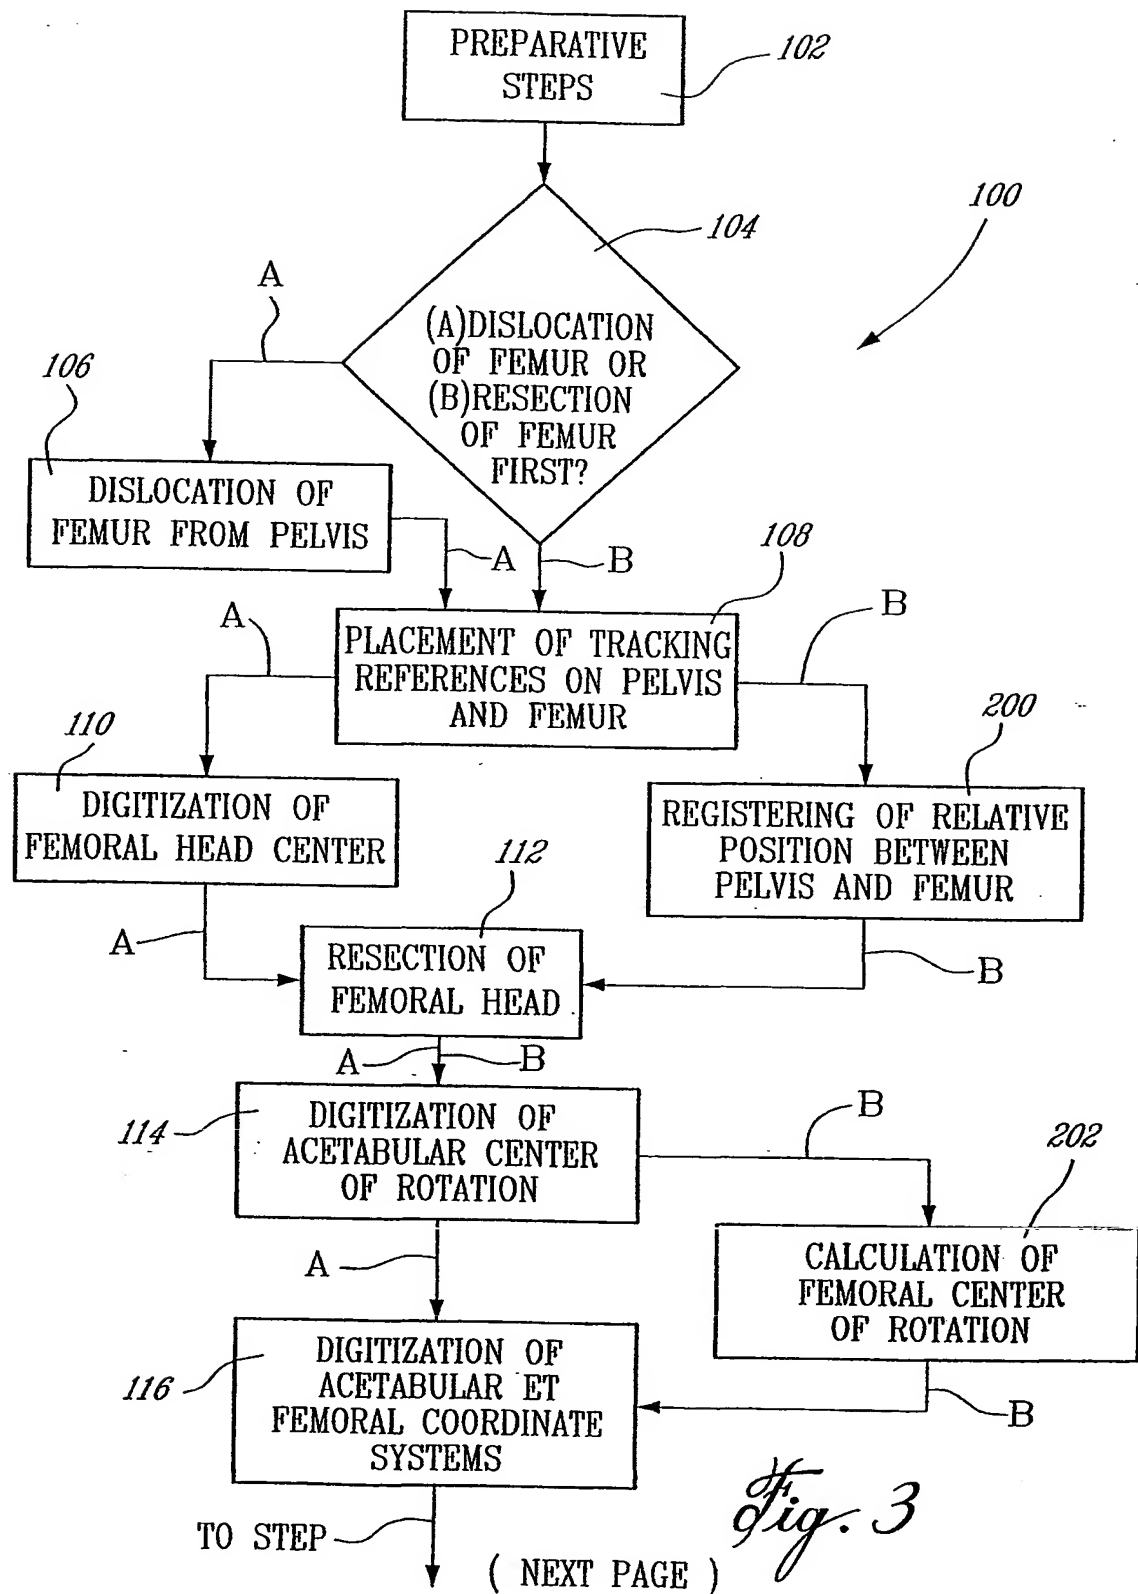 PREPARATIVE
STEPS
102
104
100
A
(A)DISLOCATION
OF FEMUR OR
(B)RESECTION
OF FEMUR
FIRST?
106
DISLOCATION OF
FEMUR FROM PELVIS
A
B
108
A
PLACEMENT OF TRACKING
REFERENCES ON PELVIS
AND FEMUR
B
110
DIGITIZATION OF
FEMORAL HEAD CENTER
200
REGISTERING OF RELATIVE
POSITION BETWEEN
PELVIS AND FEMUR
A
112
RESECTION OF
FEMORAL HEAD
B
A
B
114
DIGITIZATION OF
ACETABULAR CENTER
OF ROTATION
B
202
A
CALCULATION OF
FEMORAL CENTER
OF ROTATION
116
DIGITIZATION OF
ACETABULAR ET
FEMORAL COORDINATE
SYSTEMS
B
TO STEP
( NEXT PAGE )
Fig. 3